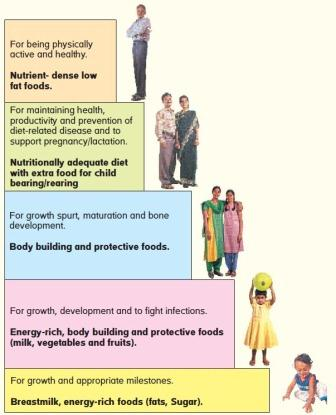 For being physically
active and healthy.
Nutrient- dense low
fat foods.
For maintaining health,
productivity and prevention of
diet-related disease and to
support pregnancy/lactation.
Nutritionally adequate diet
with extra food for child
bearing/rearing
For growth spurt, maturation and bone
development.
Body building and protective foods.
For growth, development and to fight infections.
Energy-rich, body building and protective foods
(milk, vegetables and fruits).
For growth and appropriate milestones.
Breastmilk, energy-rich foods (fats, Sugar).